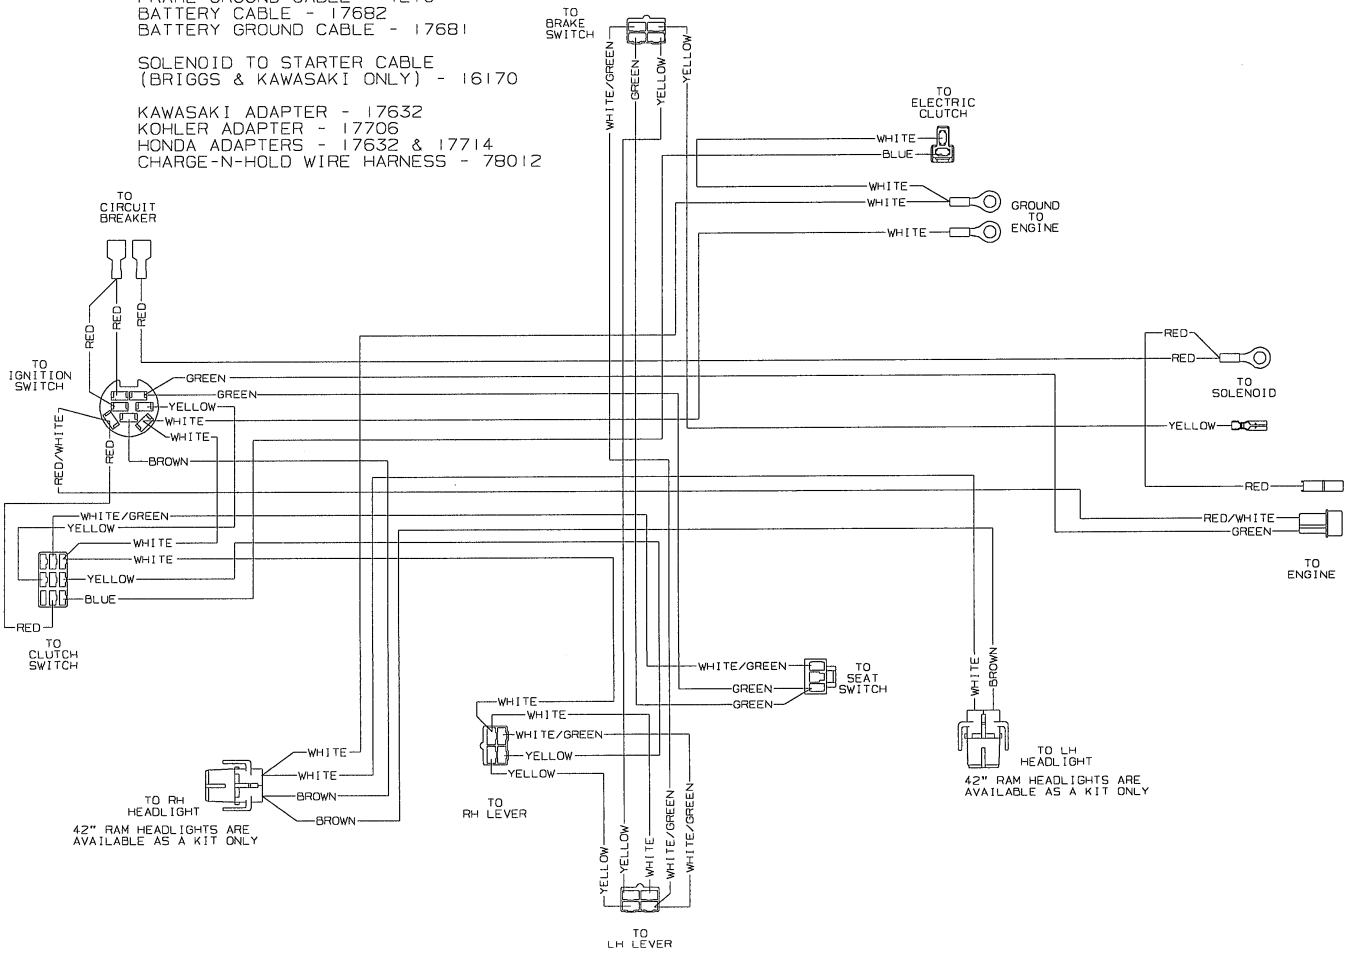 BATTERY CABLE - 17682
BATTERY GROUND CABLE - 17681
SOLENOID TO STARTER CABLE
(BRIGGS & KAWASAKI ONLY) - 16170
KAWASAKI ADAPTER - 17632
KOHLER ADAPTER - 17706
HONDA ADAPTERS - 17632 & 17714
CHARGE-N-HOLD WIRE HARNESS - 78012
TO
BRAKE
SWITCH
WHITE/GREEN
GREEN
YELLOW
YELLOW
TO
ELECTRIC
CLUTCH
WHITE
BLUE
WHITE
WHITE
WHITE
GROUND
TO
ENGINE
TO
CIRCUIT
BREAKER
RED
RED
RED
TO
IGNITION
SWITCH
GREEN
GREEN
YELLOW
WHITE
WHITE
BROWN
RED/WHITE
RED
RED
RED
TO
SOLENOID
YELLOW
RED
RED/WHITE
GREEN
TO
ENGINE
WHITE/GREEN
YELLOW
WHITE
WHITE
YELLOW
BLUE
RED
TO
CLUTCH
SWITCH
WHITE/GREEN
GREEN
GREEN
TO
SEAT
SWITCH
WHITE
BROWN
TO LH
HEADLIGHT
42" RAM HEADLIGHTS ARE
AVAILABLE AS A KIT ONLY
WHITE
WHITE
WHITE/GREEN
YELLOW
YELLOW
TO
RH LEVER
WHITE
WHITE
BROWN
BROWN
TO RH
HEADLIGHT
42" RAM HEADLIGHTS ARE
AVAILABLE AS A KIT ONLY
YELLOW
YELLOW
WHITE
WHITE/GREEN
WHITE/GREEN
TO
LH LEVER